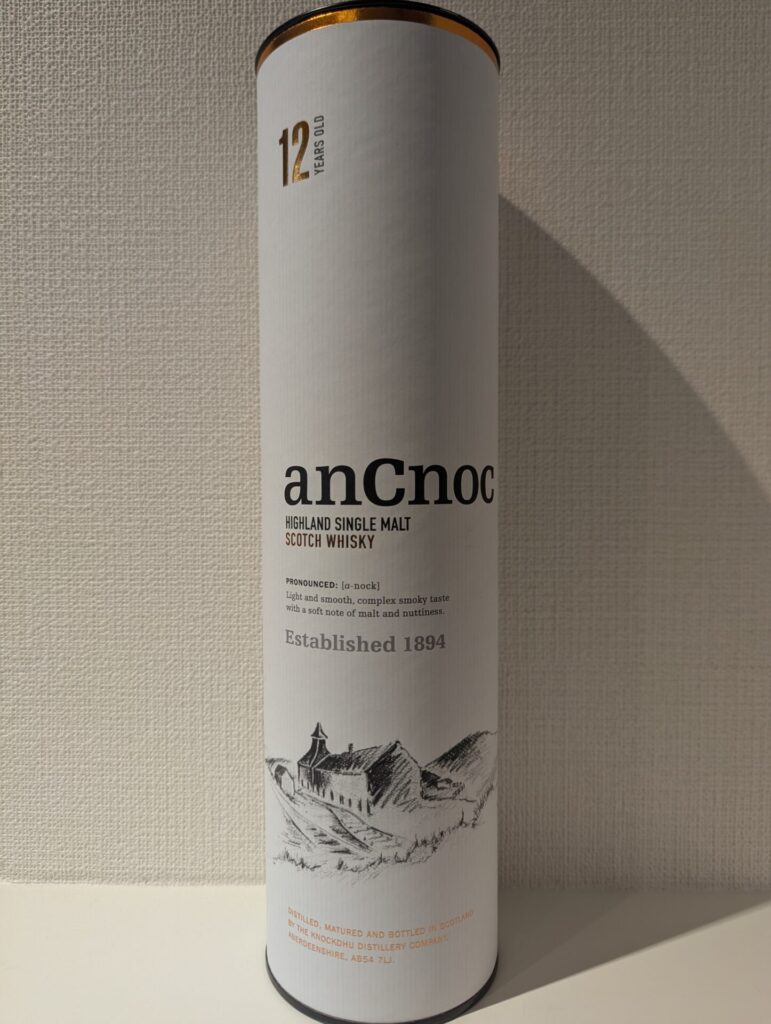 12
YEARS OLD
anCnoc
HIGHLAND SINGLE MALT
SCOTCH WHISKY
PRONOUNCED: [a-nock]
Light and smooth, complex smoky taste
with a soft note of malt and nuttiness.
Established 1894
DISTILLED, MATURED AND BOTTLED IN SCOTLAND
BY THE KNOCKDHU DISTILLERY COMPANY,
ABERDEENSHIRE, AB54 7LJ.